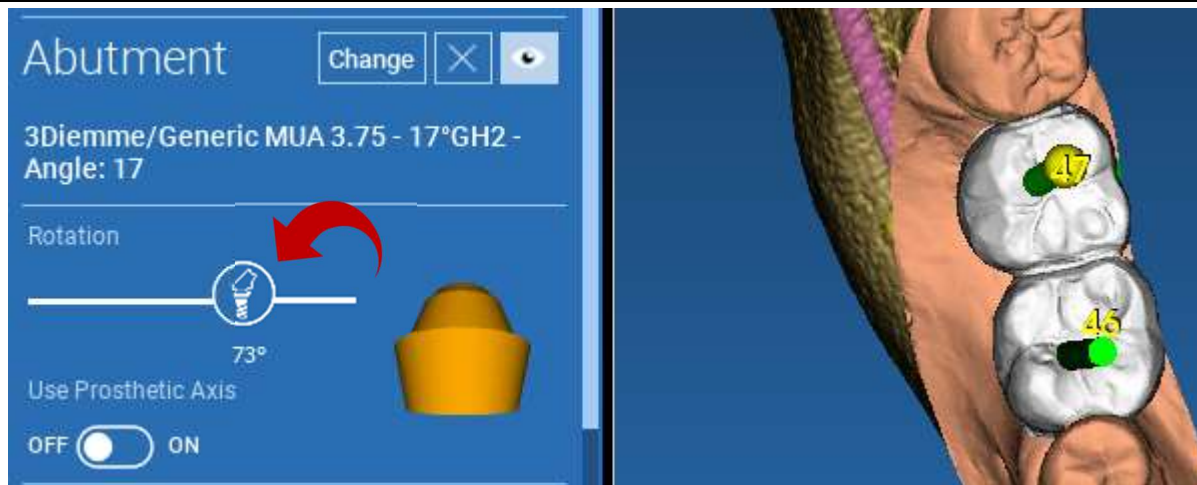 Abutment
Change
3Diemme/Generic MUA 3.75 - 17°GH2 -
Angle: 17
Rotation
73°
Use Prosthetic Axis
OFF ON
47
46